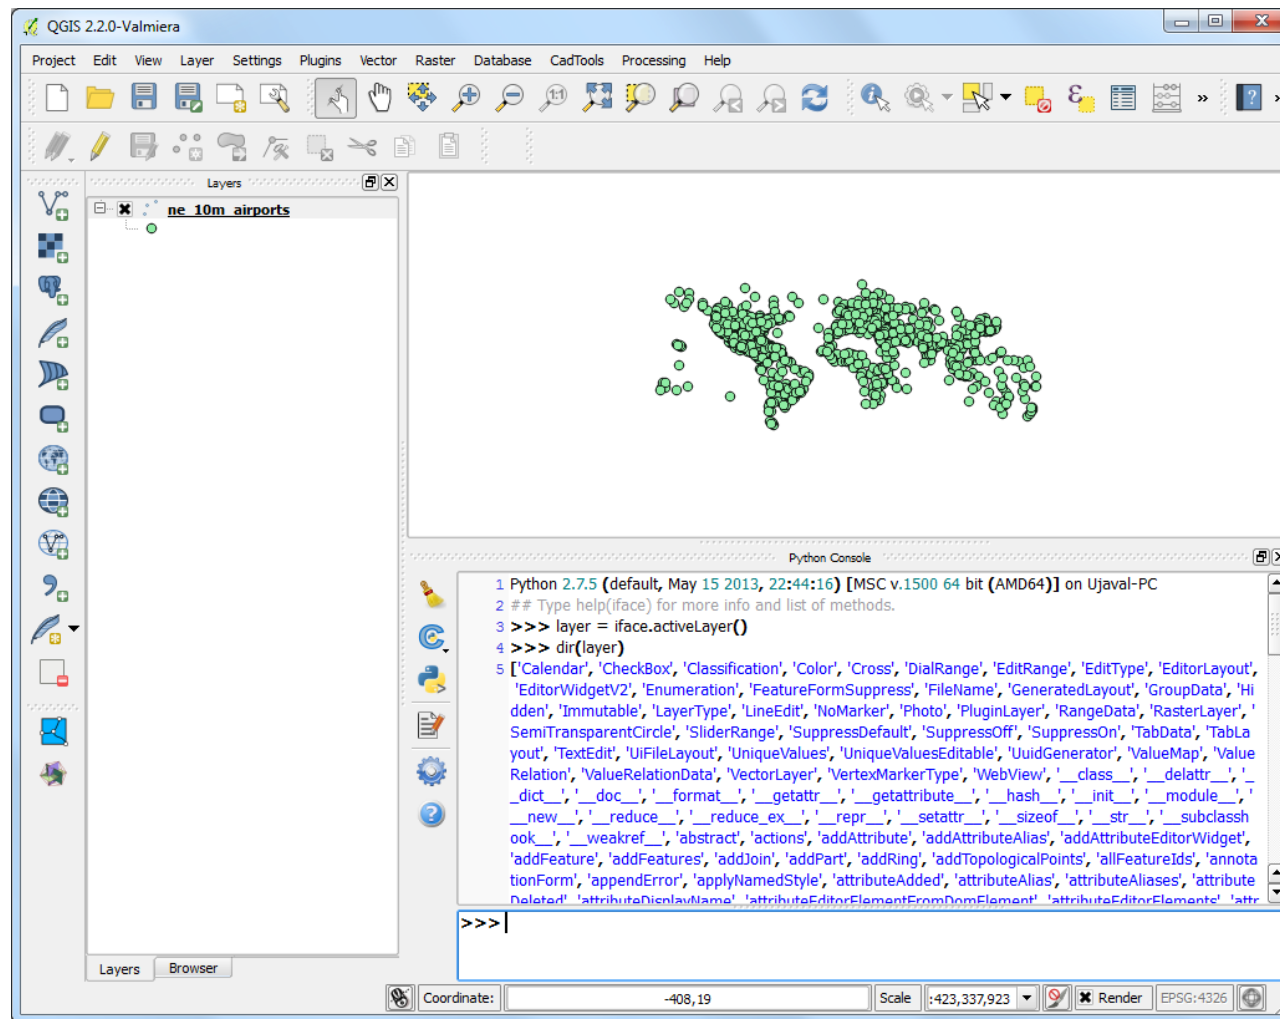 QGIS 2.2.0-Valmiera
Project Edit View Layer Settings Plugins Vector Raster Database CadTools Processing Help
Layers
ne_10m_airports
Python Console
1 Python 2.7.5 (default, May 15 2013, 22:44:16) [MSC v.1500 64 bit (AMD64)] on Ujaval-PC
2 ## Type help(iface) for more info and list of methods.
3 >>> layer = iface.activeLayer()
4 >>> dir(layer)
5 ['Calendar', 'CheckBox', 'Classification', 'Color', 'Cross', 'DialRange', 'EditRange', 'EditType', 'EditorLayout',
'EditorWidgetV2', 'Enumeration', 'FeatureFormSuppress', 'FileName', 'GeneratedLayout', 'GroupData', 'Hi
dden', 'Immutable', 'LayerType', 'LineEdit', 'NoMarker', 'Photo', 'PluginLayer', 'RangeData', 'RasterLayer', '
SemiTransparentCircle', 'SliderRange', 'SuppressDefault', 'SuppressOff', 'SuppressOn', 'TabData', 'TabLa
yout', 'TextEdit', 'UiFileLayout', 'UniqueValues', 'UniqueValuesEditable', 'UuidGenerator', 'ValueMap', 'Value
Relation', 'ValueRelationData', 'VectorLayer', 'VertexMarkerType', 'WebView', '__class__', '__delattr__', '_
_dict__', '__doc__', '__format__', '__getattr__', '__getattribute__', '__hash__', '__init__', '__module__', '
__new__', '__reduce__', '__reduce_ex__', '__repr__', '__setattr__', '__sizeof__', '__str__', '__subclassh
ook__', '__weakref__', 'abstract', 'actions', 'addAttribute', 'addAttributeAlias', 'addAttributeEditorWidget',
'addFeature', 'addFeatures', 'addJoin', 'addPart', 'addRing', 'addTopologicalPoints', 'allFeatureIds', 'annota
tionForm', 'appendError', 'applyNamedStyle', 'attributeAdded', 'attributeAlias', 'attributeAliases', 'attribute
Deleted', 'attributeDisplayName', 'attributeEditorElementFromDomElement', 'attributeEditorElements', 'attr
>>>
Layers Browser
Coordinate: -408,19 Scale :423,337,923 Render EPSG:4326